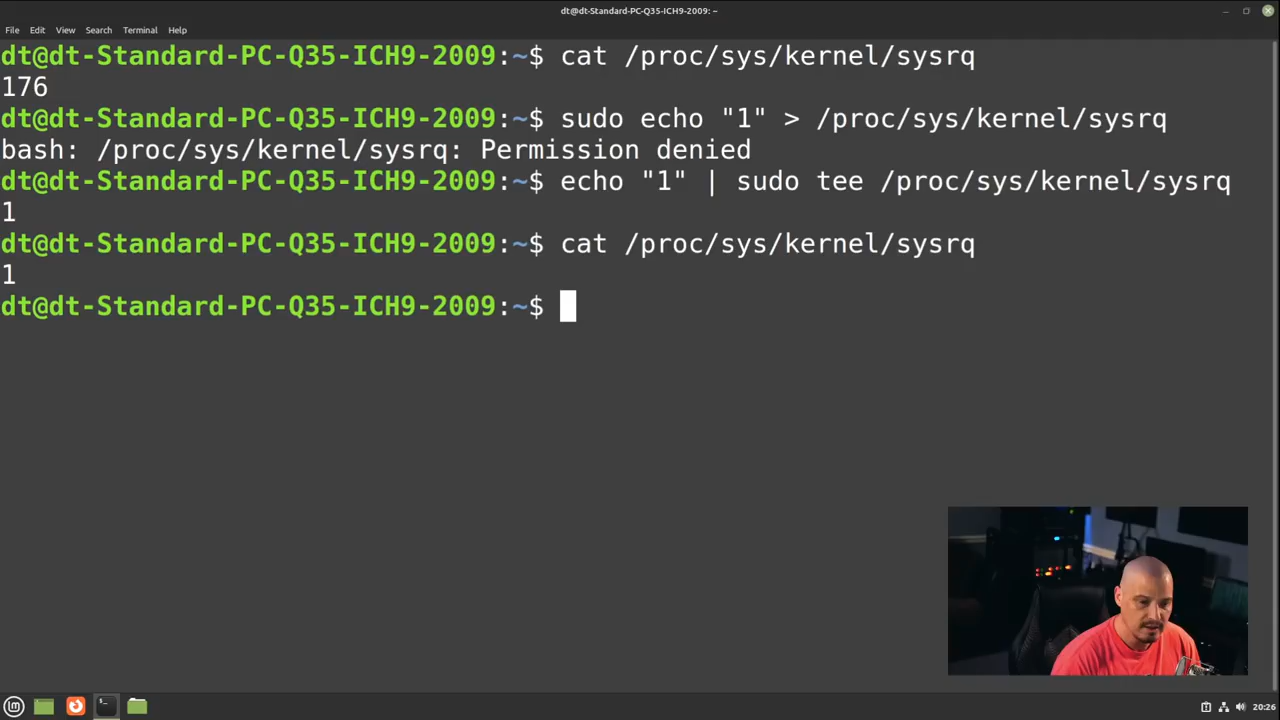 dt@dt-Standard-PC-Q35-ICH9-2009: ~
File Edit View Search Terminal Help
dt@dt-Standard-PC-Q35-ICH9-2009:~$ cat /proc/sys/kernel/sysrq
176
dt@dt-Standard-PC-Q35-ICH9-2009:~$ sudo echo "1" > /proc/sys/kernel/sysrq
bash: /proc/sys/kernel/sysrq: Permission denied
dt@dt-Standard-PC-Q35-ICH9-2009:~$ echo "1" | sudo tee /proc/sys/kernel/sysrq
1
dt@dt-Standard-PC-Q35-ICH9-2009:~$ cat /proc/sys/kernel/sysrq
1
dt@dt-Standard-PC-Q35-ICH9-2009:~$
20:26